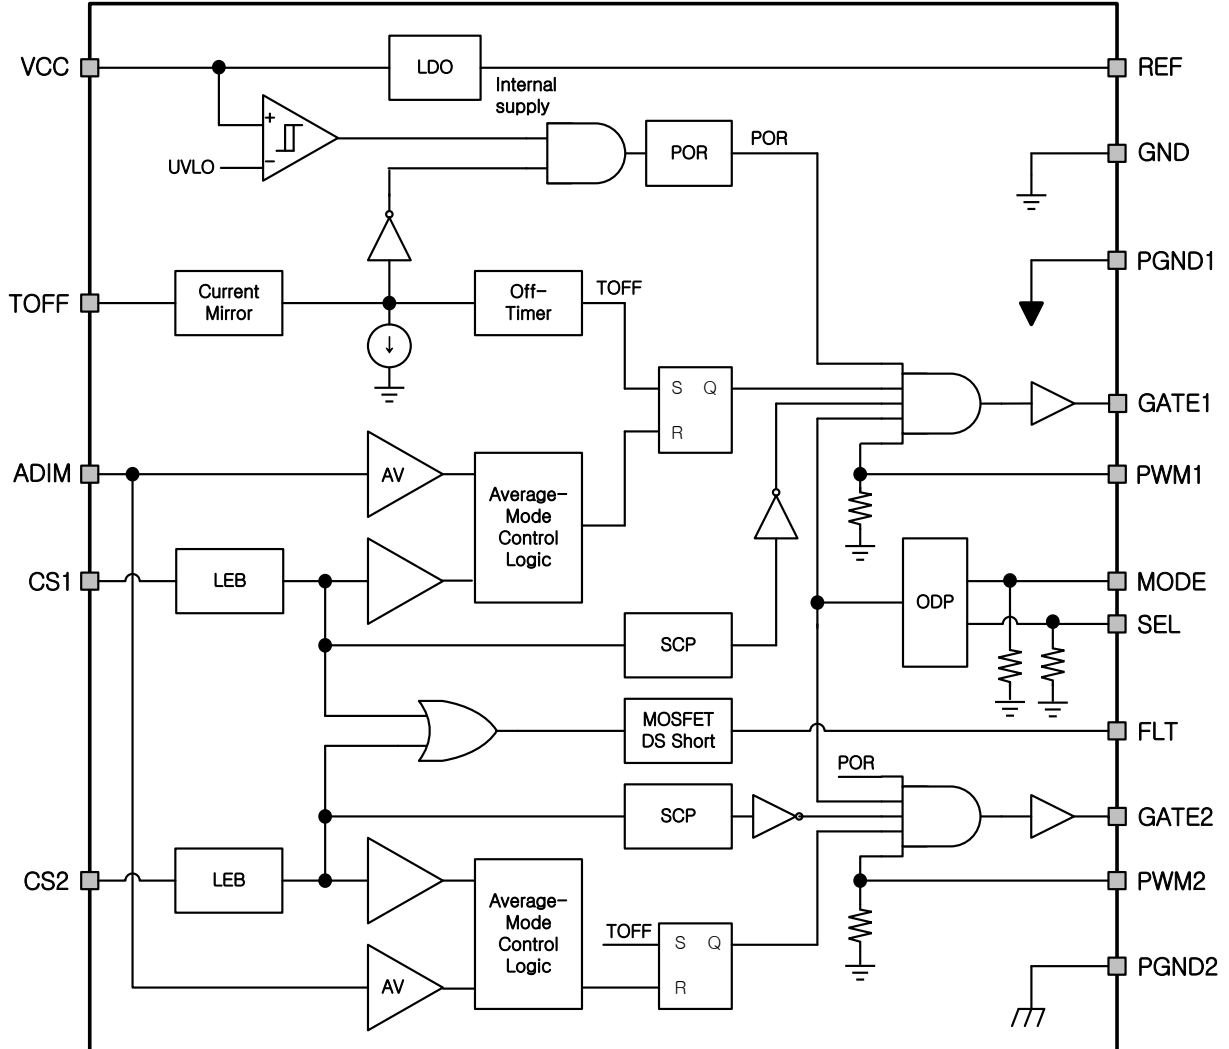 VCC
LDO
REF
Internal
supply
+
−
UVLO
POR
POR
GND
PGND1
TOFF
Current
Mirror
Off-
Timer
TOFF
S Q
R
GATE1
ADIM
AV
Average-
Mode
Control
Logic
PWM1
CS1
LEB
ODP
MODE
SEL
SCP
MOSFET
DS Short
FLT
POR
SCP
GATE2
CS2
LEB
Average-
Mode
Control
Logic
PWM2
TOFF
S Q
R
AV
PGND2